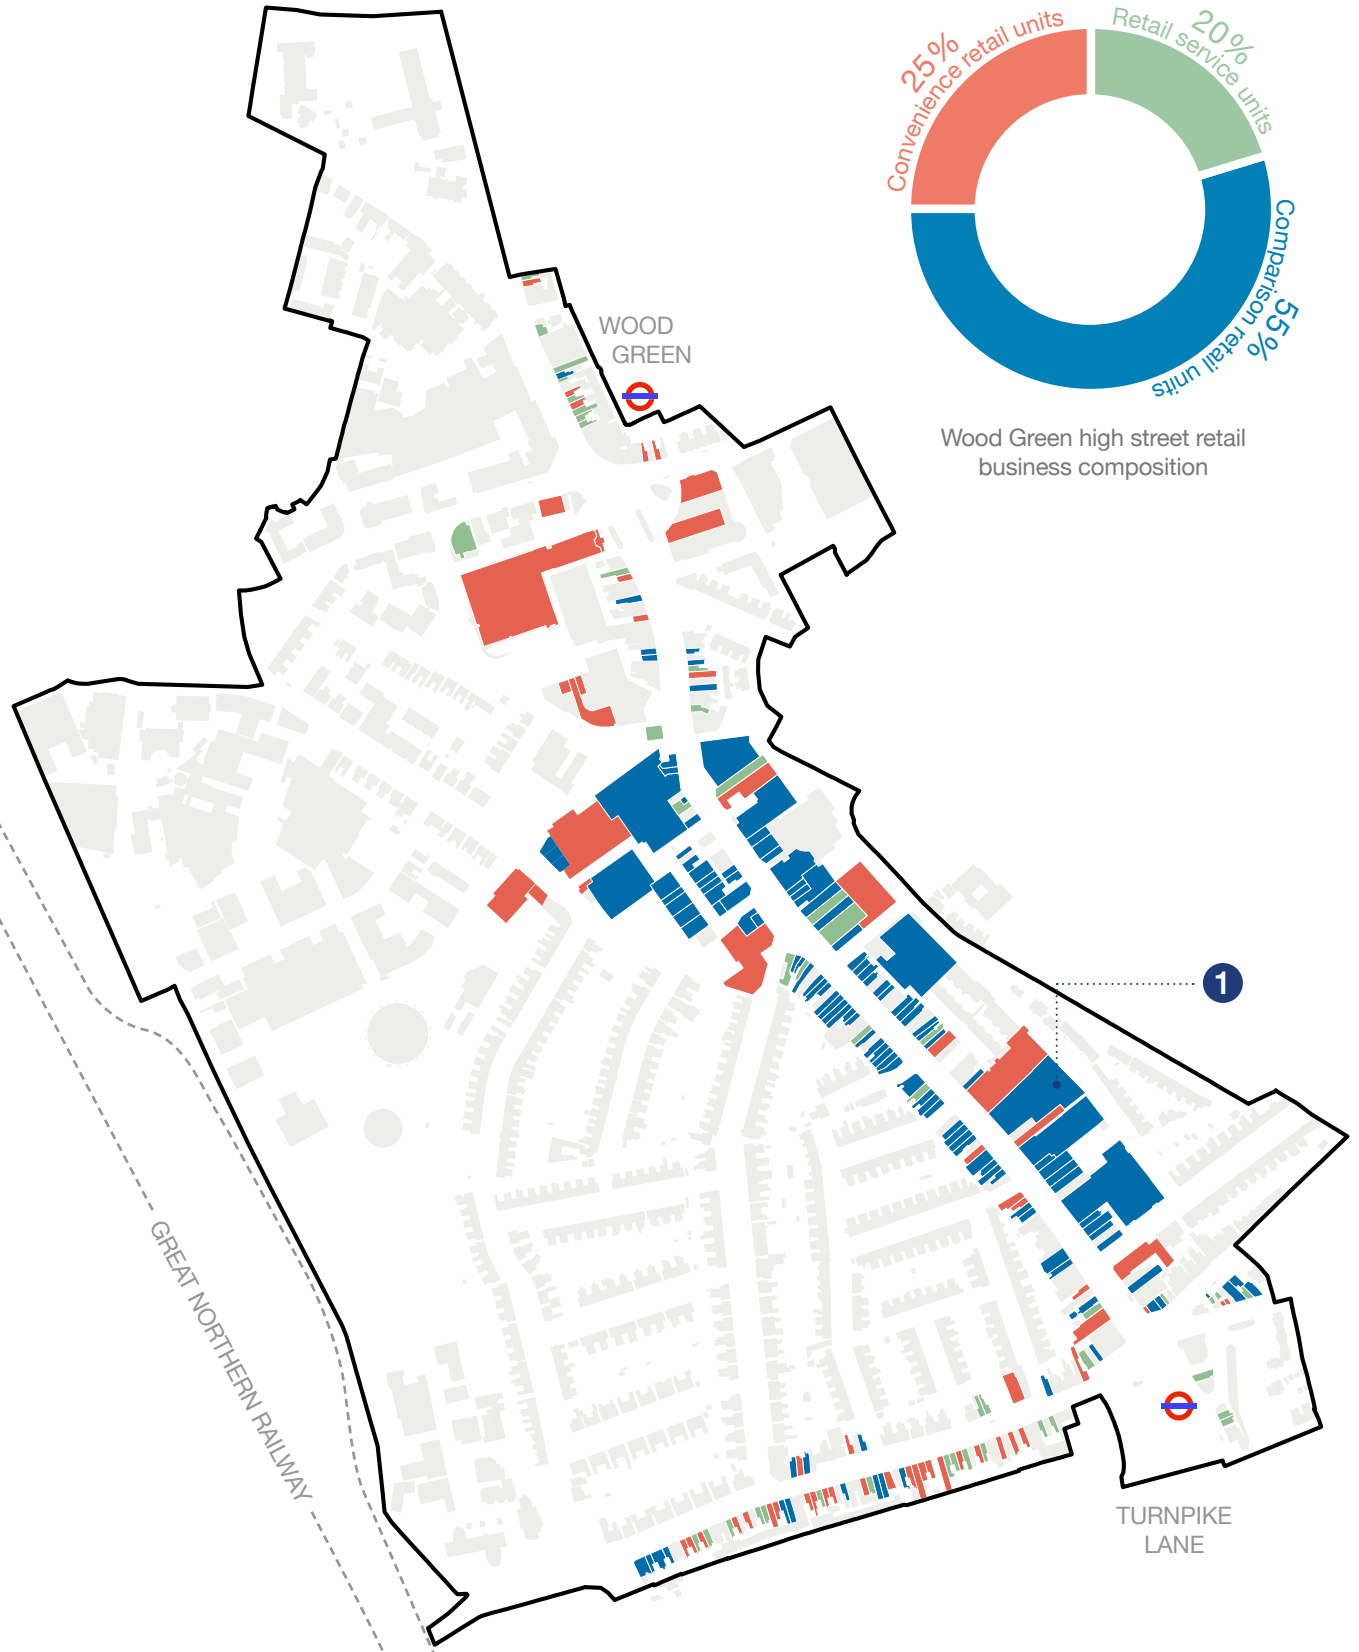 25%
Convenience retail units
20%
Retail service units
55%
Comparison retail units
Wood Green high street retail
business composition
WOOD
GREEN
1
GREAT NORTHERN RAILWAY
TURNPIKE
LANE